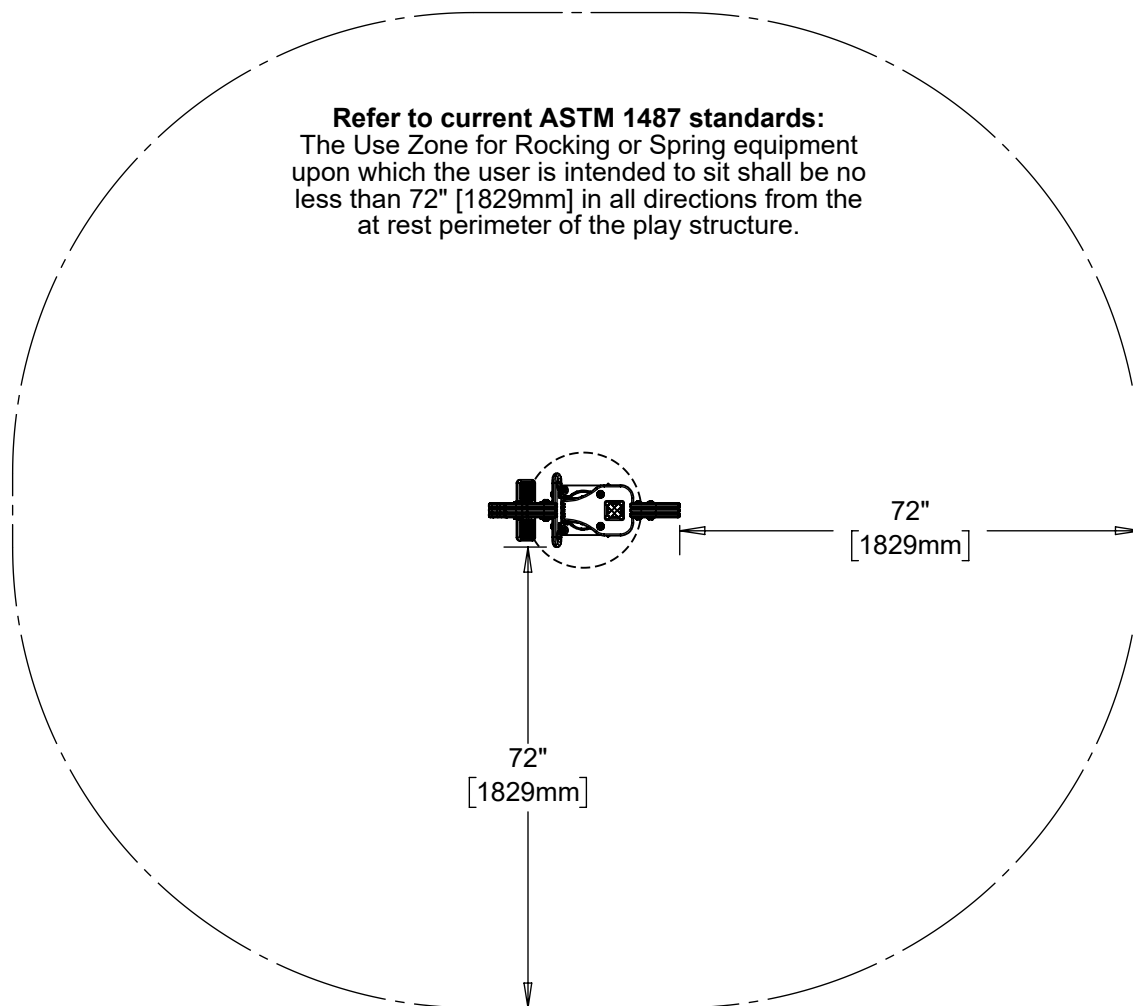 Refer to current ASTM 1487 standards:
The Use Zone for Rocking or Spring equipment
upon which the user is intended to sit shall be no
less than 72" [1829mm] in all directions from the
at rest perimeter of the play structure.
72"
[1829mm]
72"
[1829mm]